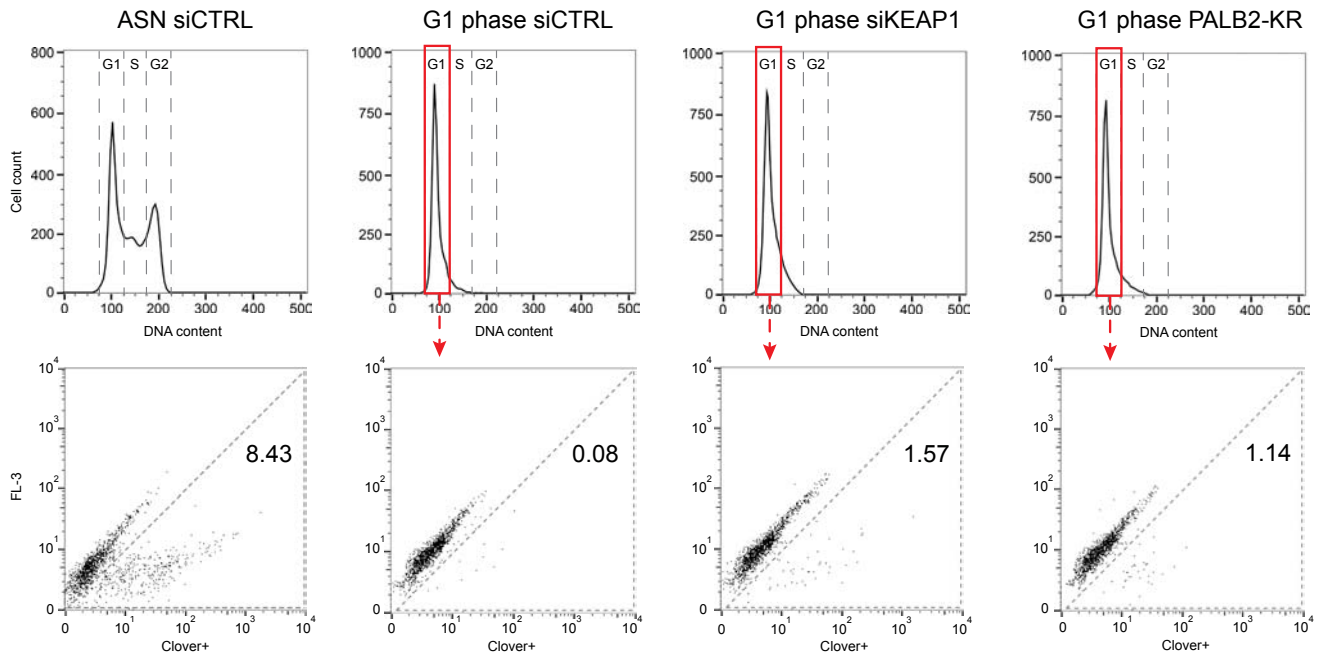 ASN siCTRL
G1 phase siCTRL
G1 phase siKEAP1
G1 phase PALB2-KR
800
600
400
200
0
Cell count
G1 S G2
0 100 200 300 400 500
DNA content
1000
750
500
250
0
G1 S G2
0 100 200 300 400 500
DNA content
1000
750
500
250
0
G1 S G2
0 100 200 300 400 500
DNA content
1000
750
500
250
0
G1 S G2
0 100 200 300 400 500
DNA content
10⁴
10³
10²
10¹
0
FL-3
8.43
0 10¹ 10² 10³ 10⁴
Clover+
10⁴
10³
10²
10¹
0
0.08
0 10¹ 10² 10³ 10⁴
Clover+
10⁴
10³
10²
10¹
0
1.57
0 10¹ 10² 10³ 10⁴
Clover+
10⁴
10³
10²
10¹
0
1.14
0 10¹ 10² 10³ 10⁴
Clover+